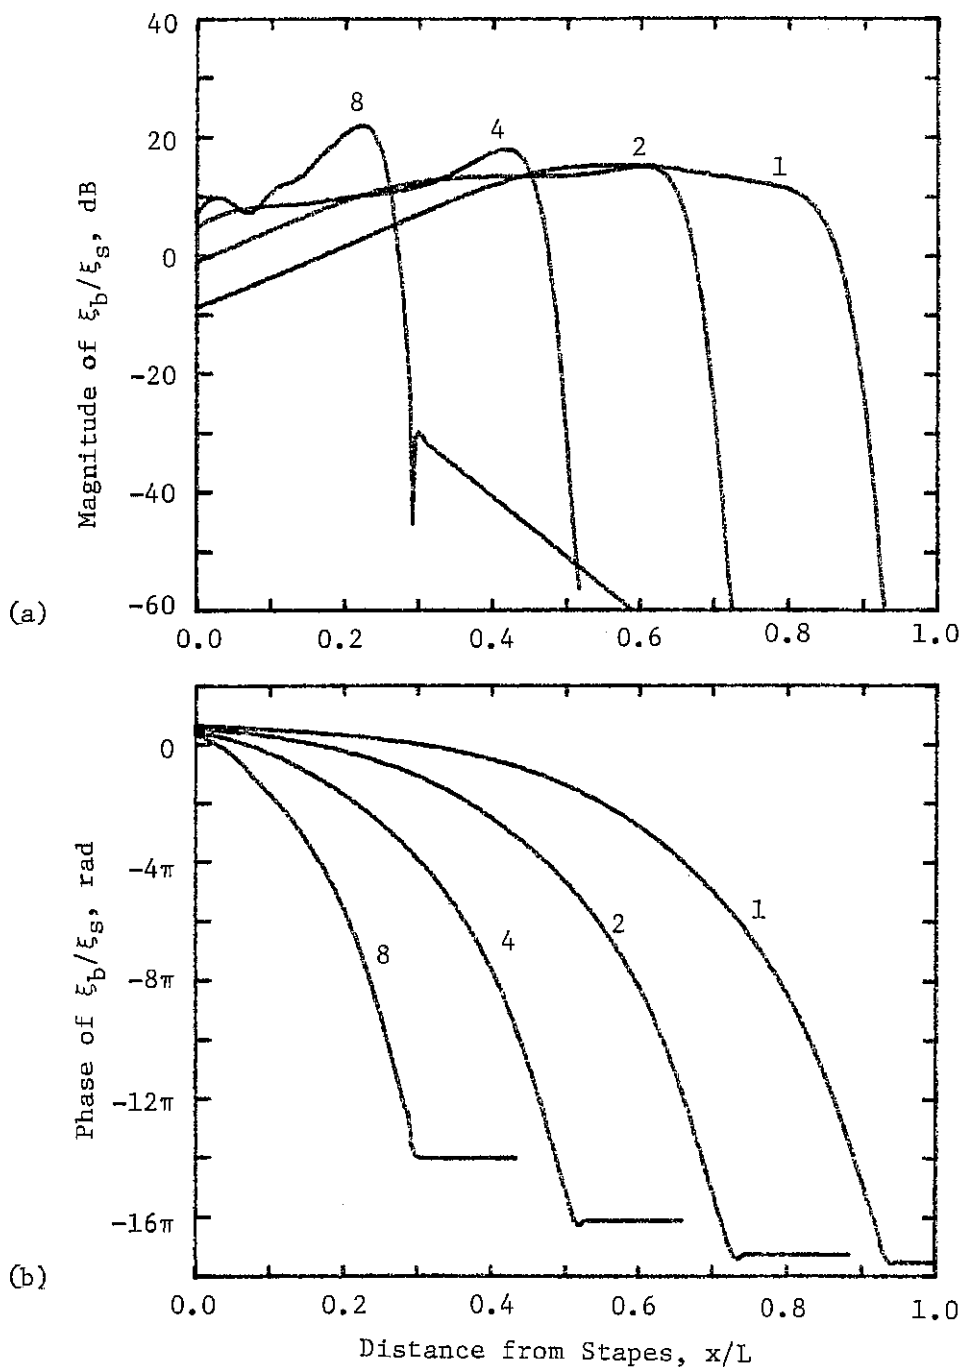 40
20
0
-20
-40
-60
Magnitude of ξb/ξs, dB
8
4
2
1
(a)
0.0 0.2 0.4 0.6 0.8 1.0
0
-4π
-8π
-12π
-16π
Phase of ξb/ξs, rad
8
4
2
1
(b)
0.0 0.2 0.4 0.6 0.8 1.0
Distance from Stapes, x/L